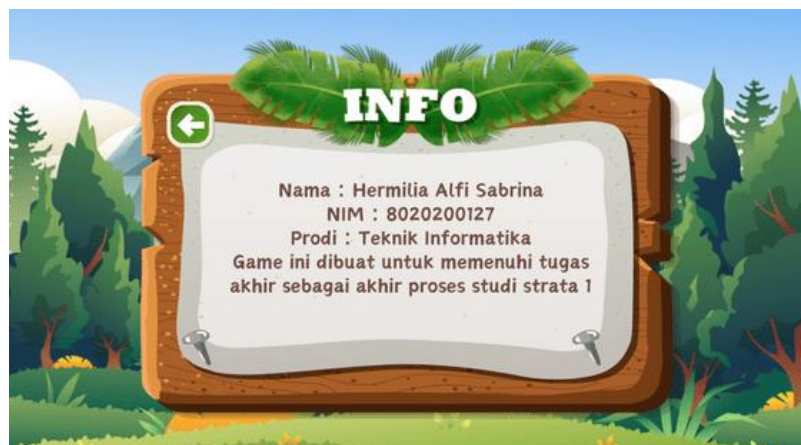 INFO
Nama : Hermilia Alfi Sabrina
NIM : 8020200127
Prodi : Teknik Informatika
Game ini dibuat untuk memenuhi tugas
akhir sebagai akhir proses studi strata 1